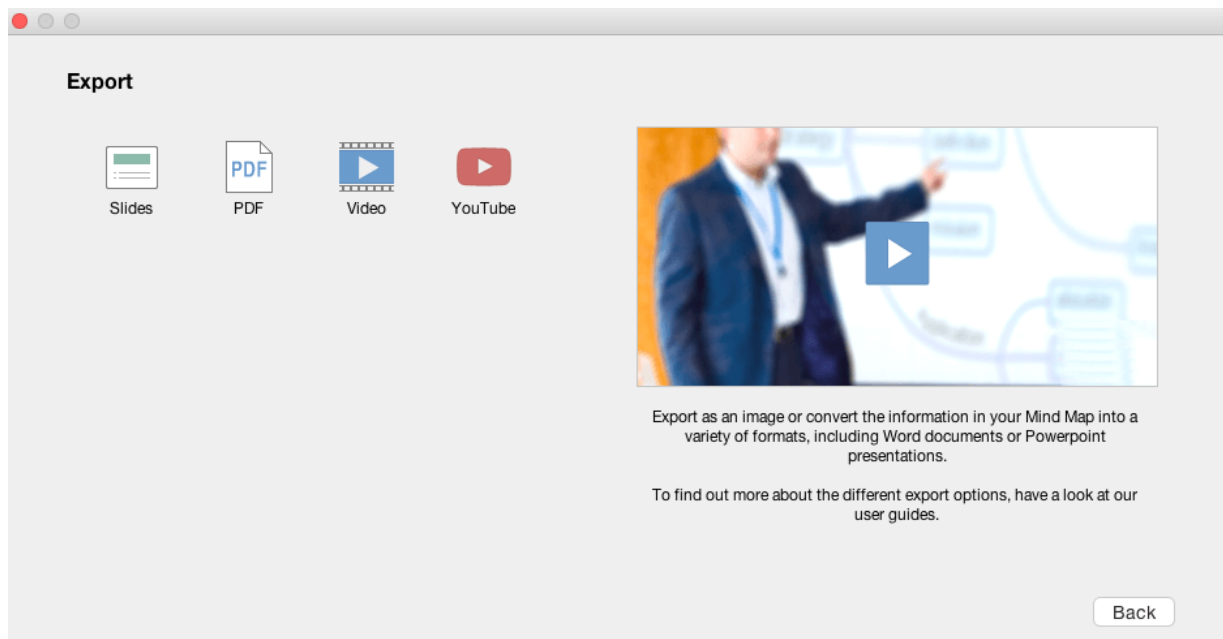 Export
PDF
Slides
PDF
Video
YouTube
Export as an image or convert the information in your Mind Map into a
variety of formats, including Word documents or Powerpoint
presentations.
To find out more about the different export options, have a look at our
user guides.
Back